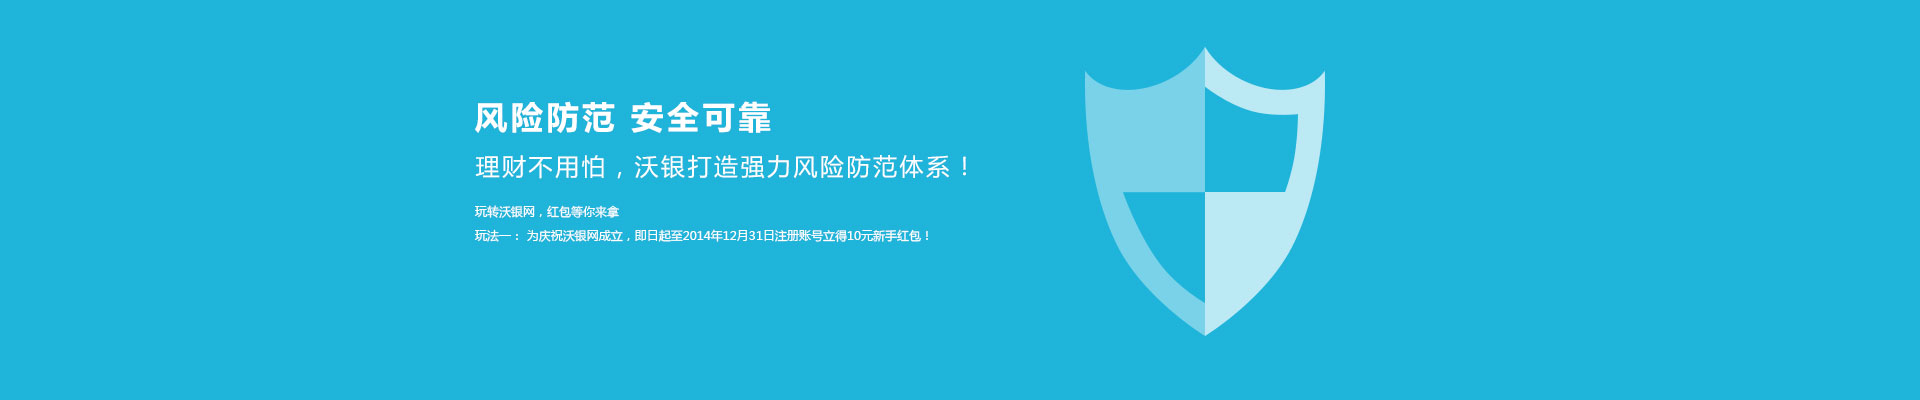 风险防范 安全可靠
理财不用怕，沃银打造强力风险防范体系！
玩转沃银网，红包等你来拿
玩法一： 为庆祝沃银网成立，即日起至2014年12月31日注册账号立得10元新手红包！